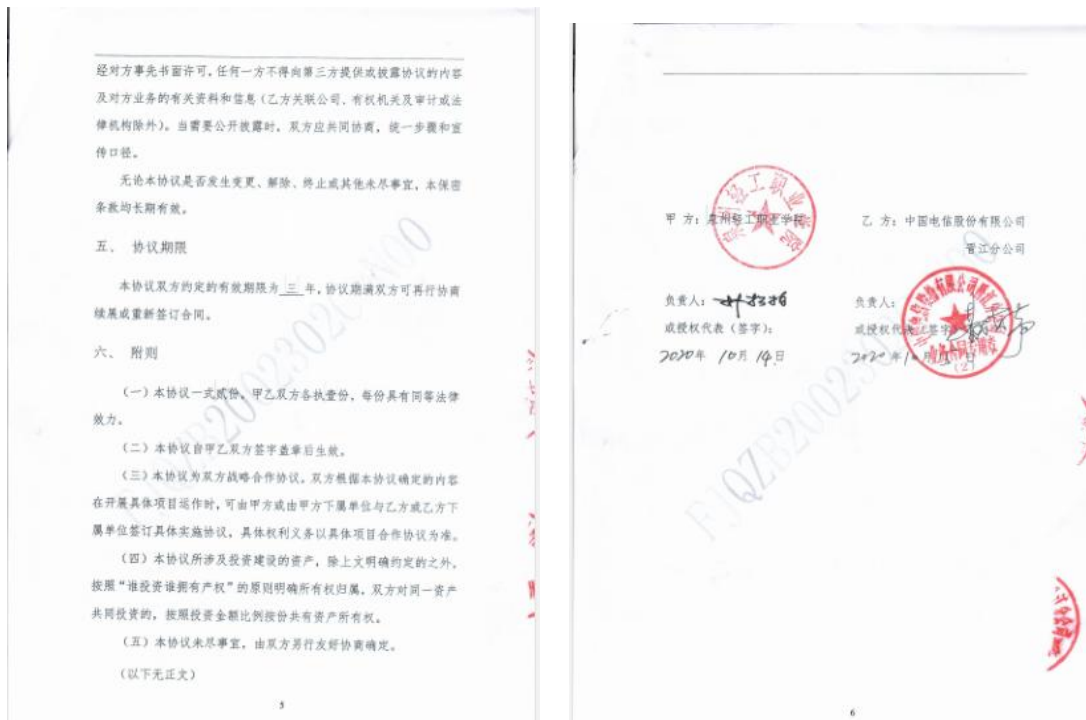 经对方事先书面许可，任何一方不得向第三方提供或披露协议的内容
及对方业务的有关资料和信息（乙方关联公司、有权机关及审计或法
律机构除外）。当需要公开披露时，双方应共同协商，统一步骤和宣
传口径。
无论本协议是否发生变更、解除、终止或其他未尽事宜，本保密
条款均长期有效。
五、 协议期限
本协议双方约定的有效期限为 三 年，协议期满双方可再行协商
续展或重新签订合同。
六、 附则
（一）本协议一式贰份，甲乙双方各执壹份，每份具有同等法律
效力。
（二）本协议自甲乙双方签字盖章后生效。
（三）本协议为双方战略合作协议，双方根据本协议确定的内容
在开展具体项目运作时，可由甲方或由甲方下属单位与乙方或乙方下
属单位签订具体实施协议，具体权利义务以具体项目合作协议为准。
（四）本协议所涉及投资建设的资产，除上文明确约定的之外，
按照“谁投资谁拥有产权”的原则明确所有权归属，双方对同一资产
共同投资的，按照投资金额比例按份共有资产所有权。
（五）本协议未尽事宜，由双方另行友好协商确定。
（以下无正文）
5
泉州轻工职业学院
甲 方：泉州轻工职业学院
乙 方：中国电信股份有限公司
晋江分公司
负责人：
或授权代表（签字）：
2020年 10月 14日
负责人：
或授权代表（签字）
2020年10月
(2)
6